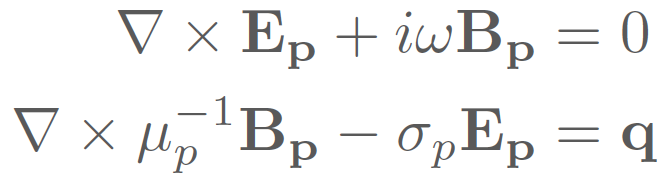 ∇ × 𝐄_𝐩 + iω𝐁_𝐩 = 0
∇ × μ_p^{-1}𝐁_𝐩 − σ_p𝐄_𝐩 = 𝐪